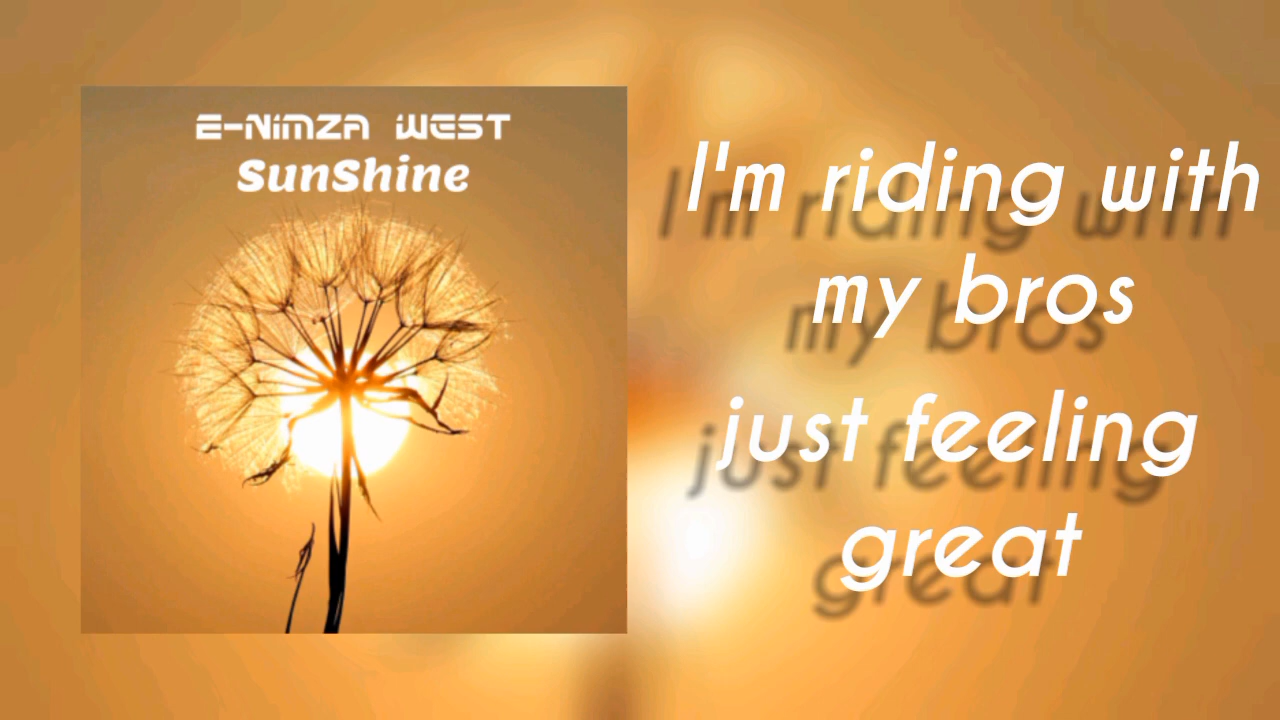 E-NiMZA WEST
SunShine
I'm riding with
my bros
just feeling
great